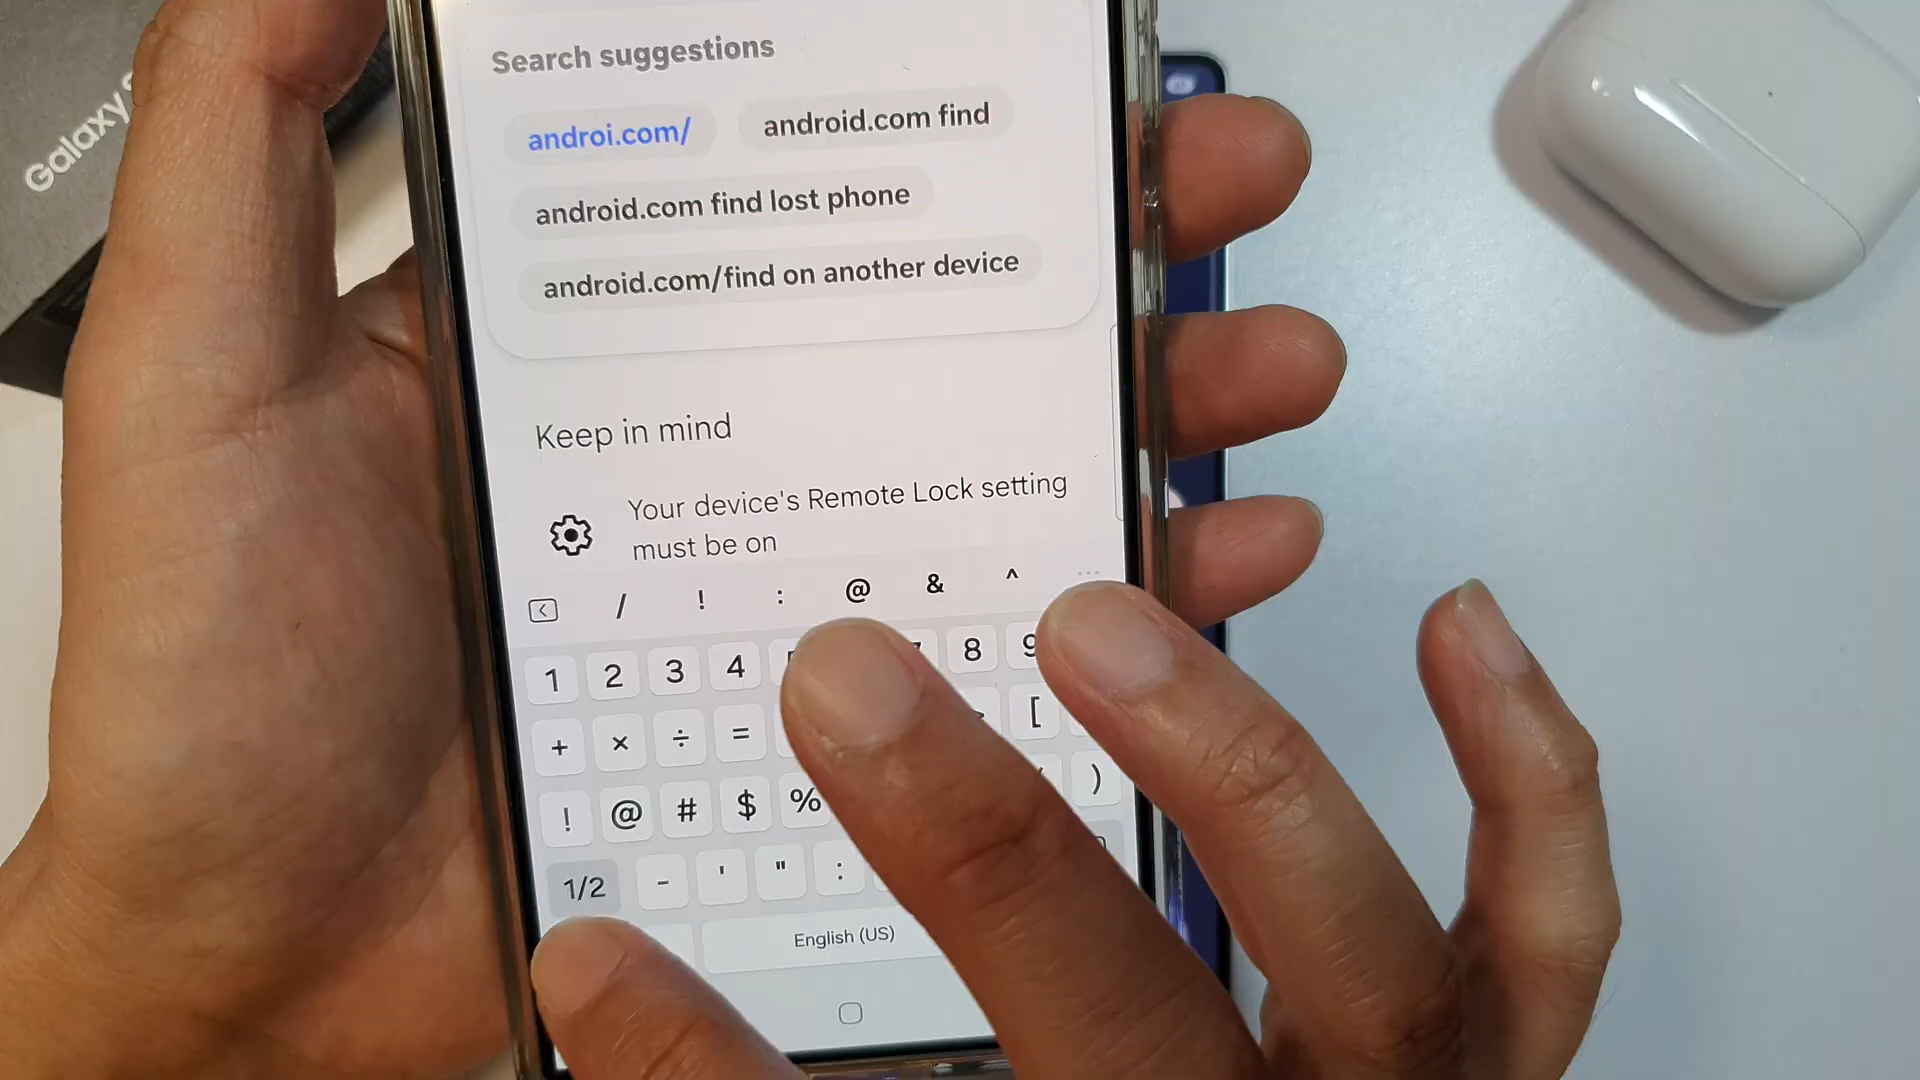 Galaxy
Search suggestions
androi.com/
android.com find
android.com find lost phone
android.com/find on another device
Keep in mind
Your device's Remote Lock setting
must be on
/ ! : @ & ^ ...
1 2 3 4 8 9
+ × ÷ = > [
! @ # $ % )
1/2 - ' " :
English (US)